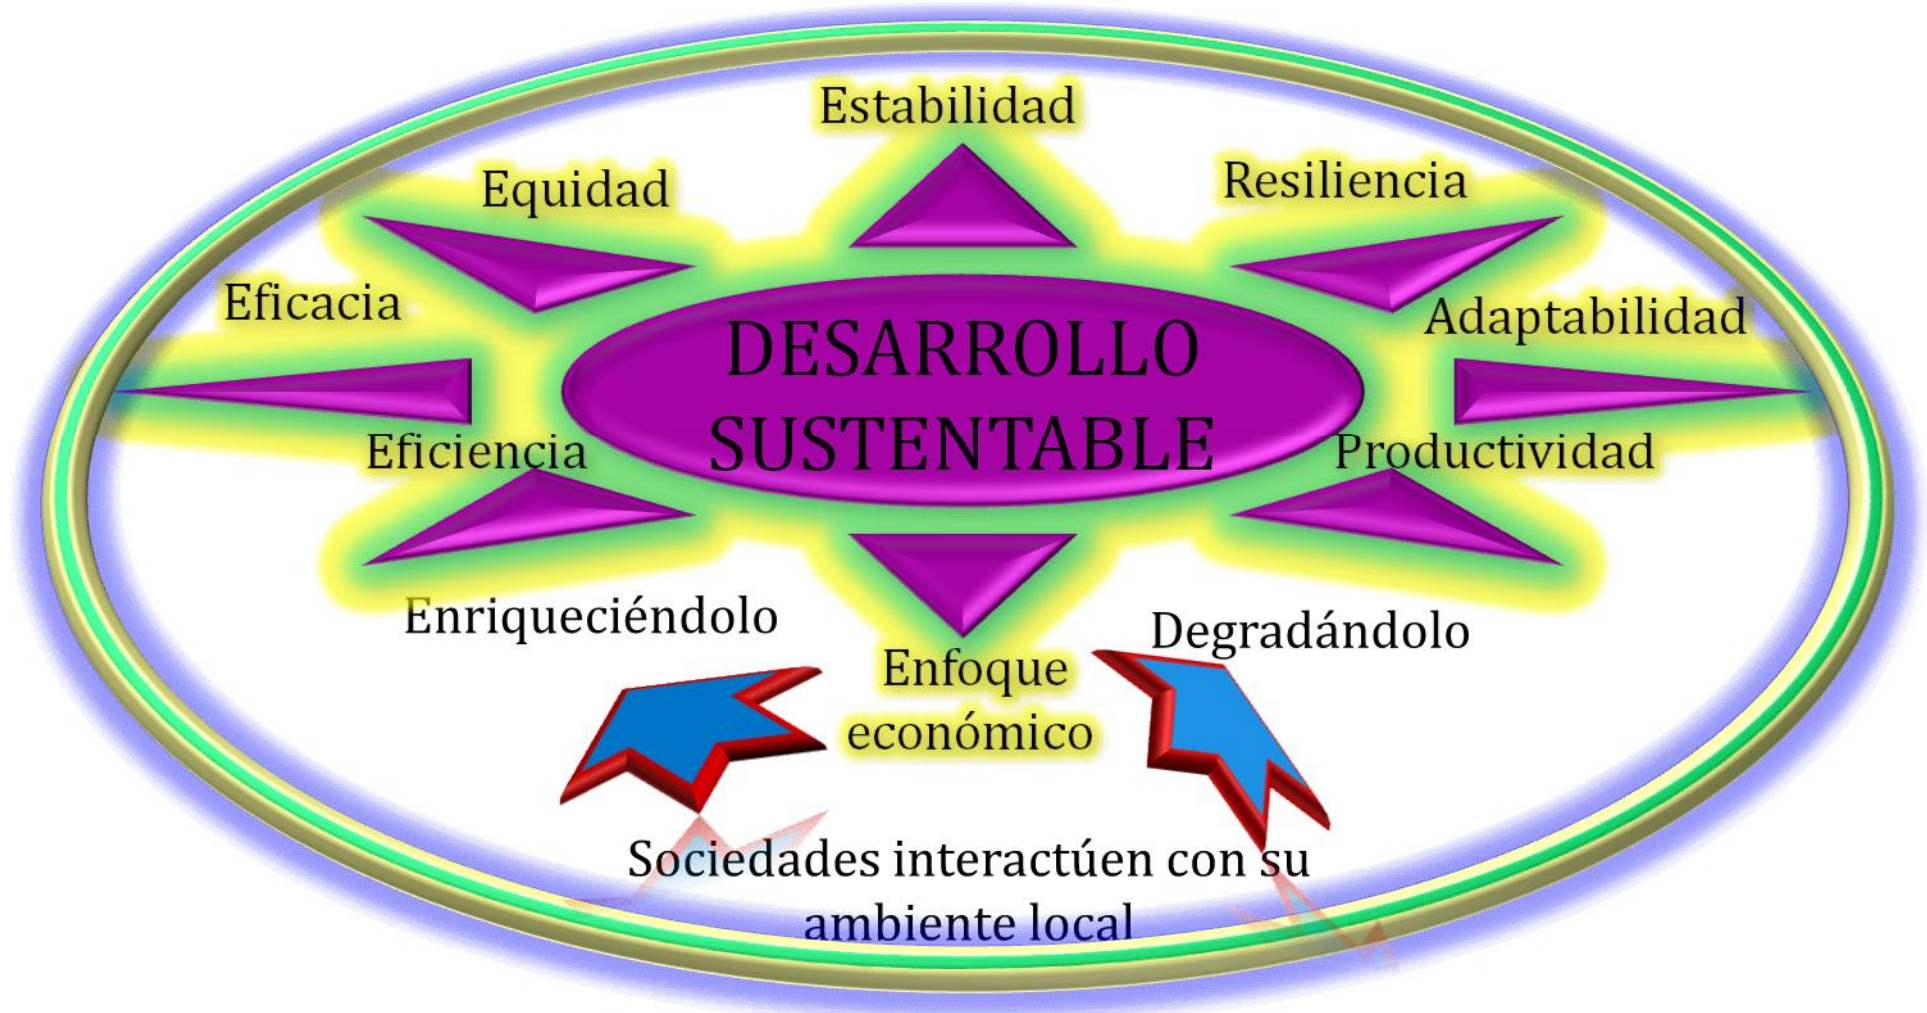 Estabilidad
Equidad
Resiliencia
Eficacia
Adaptabilidad
DESARROLLO
SUSTENTABLE
Eficiencia
Productividad
Enriqueciéndolo
Degradándolo
Enfoque
económico
Sociedades interactúen con su
ambiente local